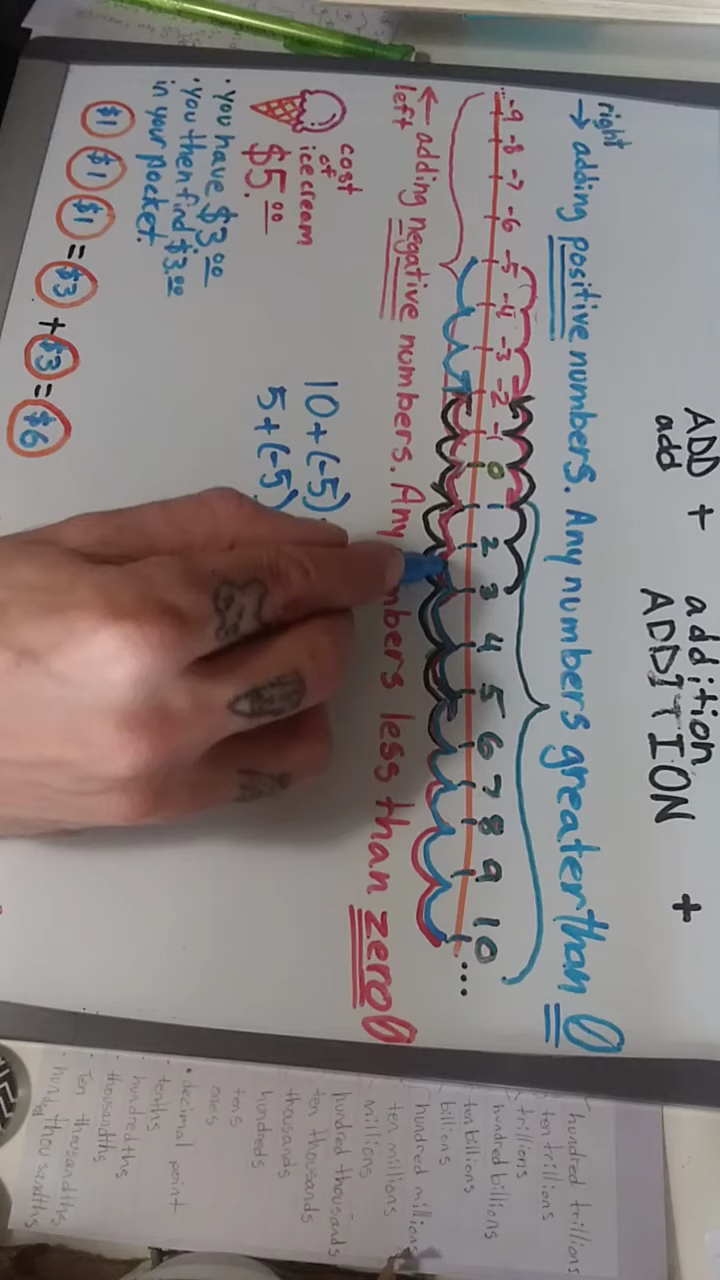 ADD + addition +
add ADDITION
right
→ adding positive numbers. Any numbers greater than 0
-9 -8 -7 -6 -5 -4 -3 -2 -1 0 1 2 3 4 5 6 7 8 9 10 ...
← adding negative numbers. Any mbers less than zero 0
left
cost
of
ice cream
$5.00
10+(-5)
5+(-5)
• you have $3.00
• you then find $3.00
in your pocket.
$1 $1 $1 = $3 + $3 = $6
hundred trillions
ten trillions
trillions
hundred billions
ten billions
billions
hundred millions
ten millions
millions
hundred thousands
ten thousands
thousands
hundreds
tens
ones
• decimal point
tenths
hundredths
thousandths
Ten thousandths
hundred thousandths